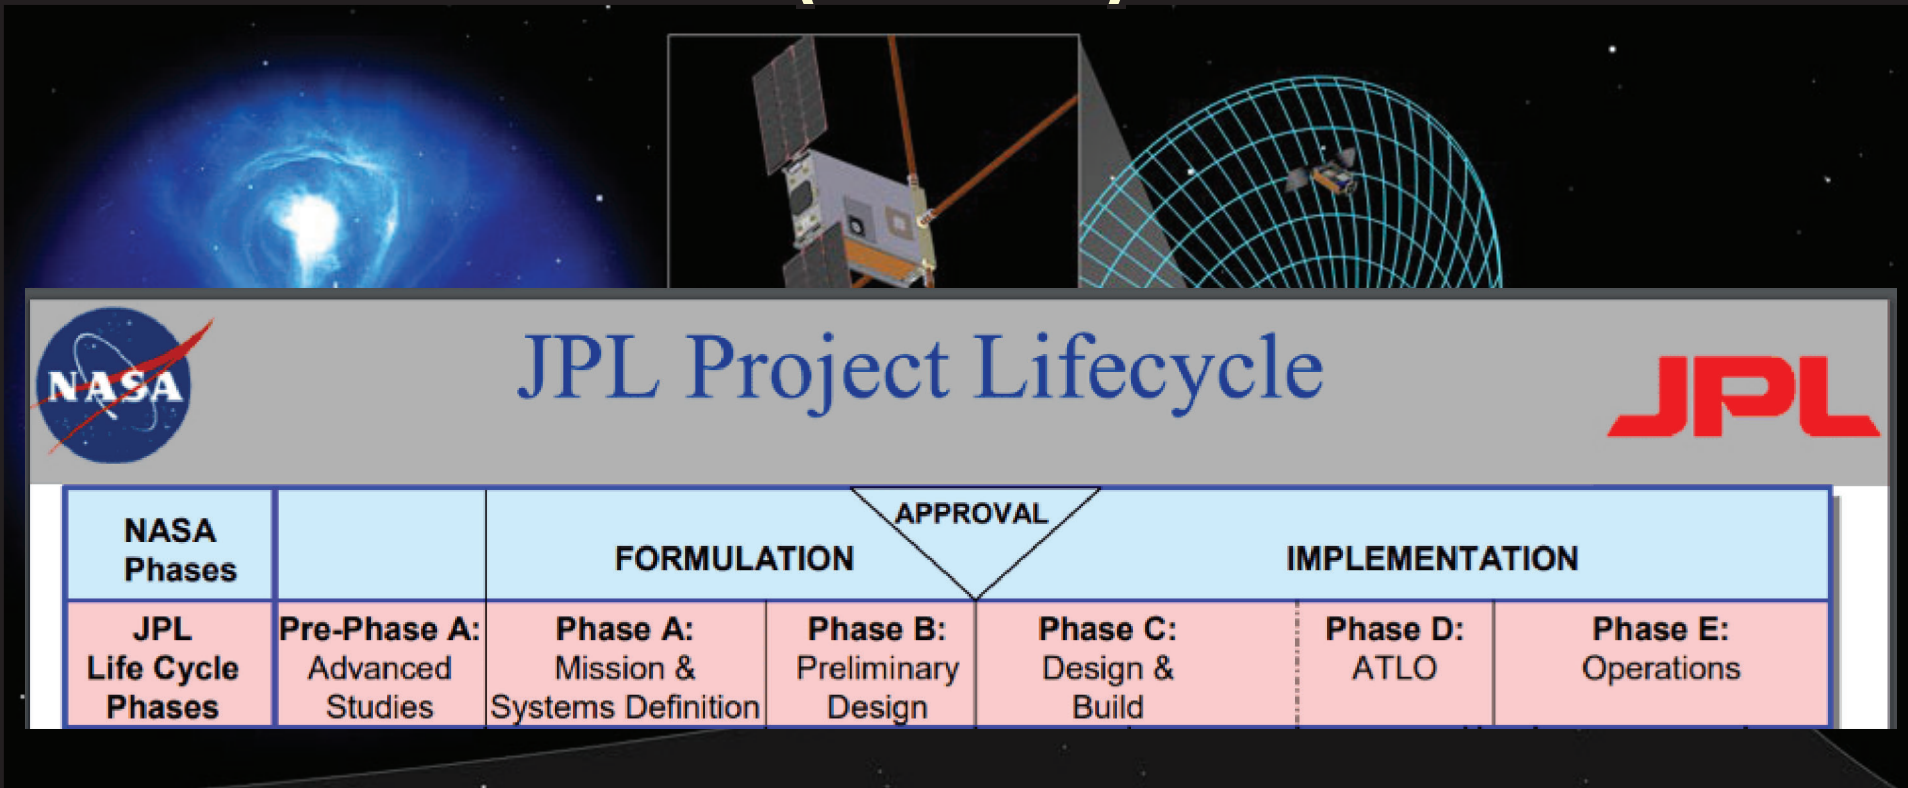 NASA
JPL Project Lifecycle
JPL
NASA
Phases
FORMULATION
APPROVAL
IMPLEMENTATION
JPL
Life Cycle
Phases
Pre-Phase A:
Advanced
Studies
Phase A:
Mission &
Systems Definition
Phase B:
Preliminary
Design
Phase C:
Design &
Build
Phase D:
ATLO
Phase E:
Operations